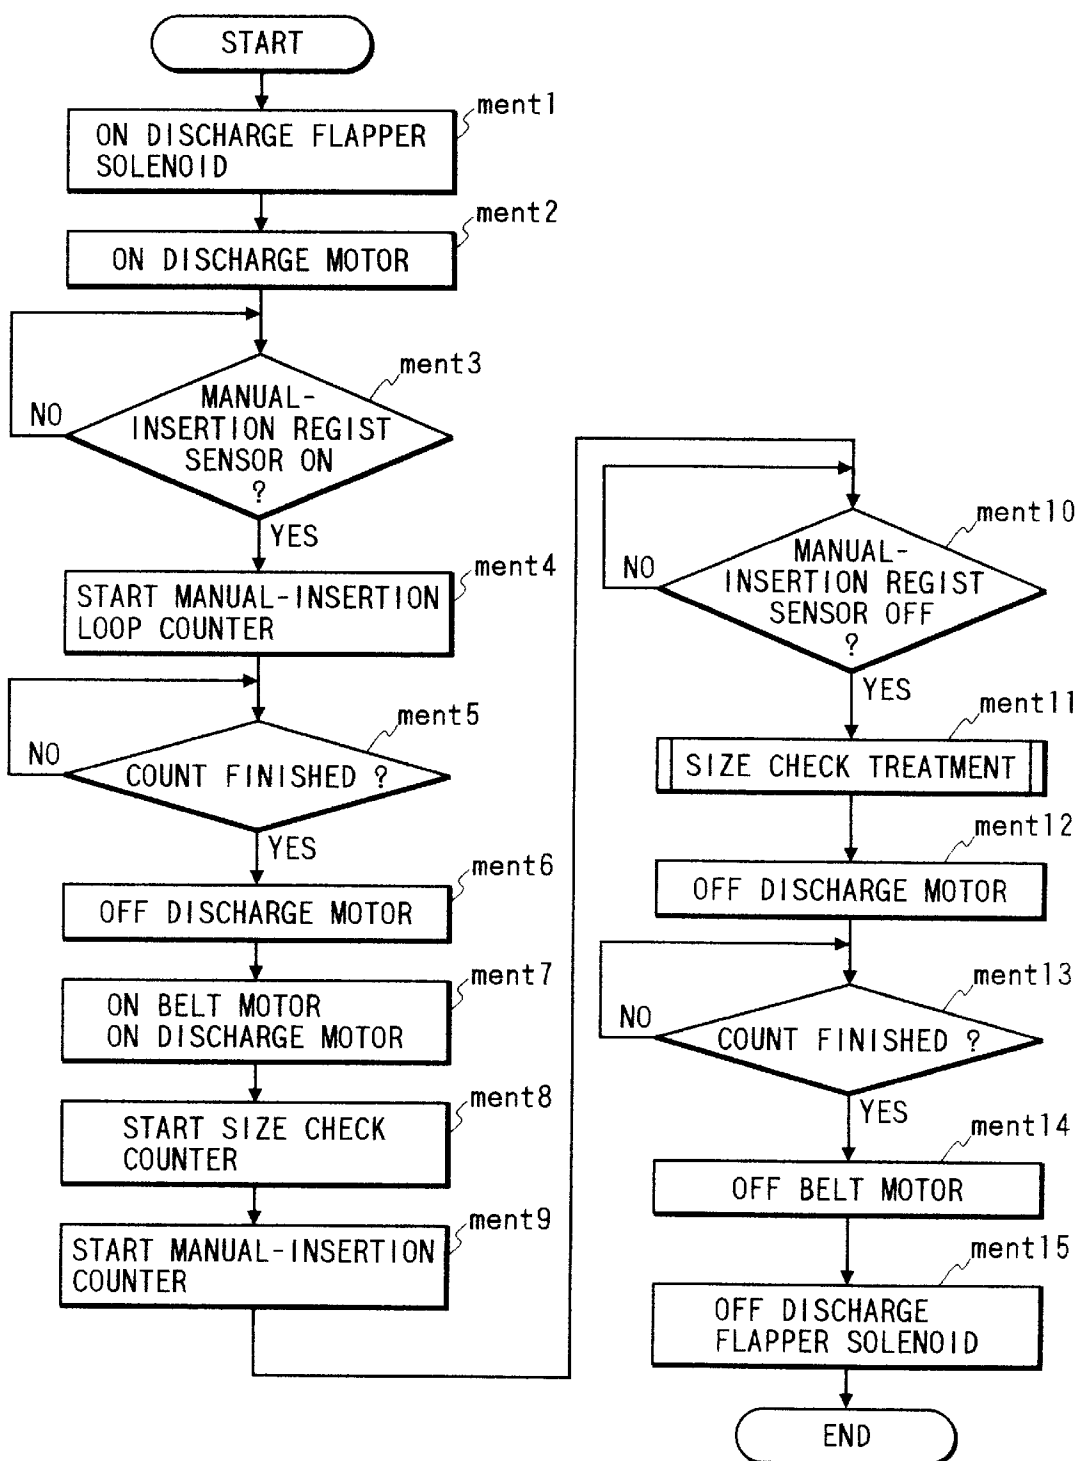 START
ment1
ON DISCHARGE FLAPPER
SOLENOID
ment2
ON DISCHARGE MOTOR
ment3
MANUAL-
INSERTION REGIST
SENSOR ON
?
NO
YES
ment4
START MANUAL-INSERTION
LOOP COUNTER
ment5
COUNT FINISHED ?
NO
YES
ment6
OFF DISCHARGE MOTOR
ment7
ON BELT MOTOR
ON DISCHARGE MOTOR
ment8
START SIZE CHECK
COUNTER
ment9
START MANUAL-INSERTION
COUNTER
ment10
MANUAL-
INSERTION REGIST
SENSOR OFF
?
NO
YES
ment11
SIZE CHECK TREATMENT
ment12
OFF DISCHARGE MOTOR
ment13
COUNT FINISHED ?
NO
YES
ment14
OFF BELT MOTOR
ment15
OFF DISCHARGE
FLAPPER SOLENOID
END